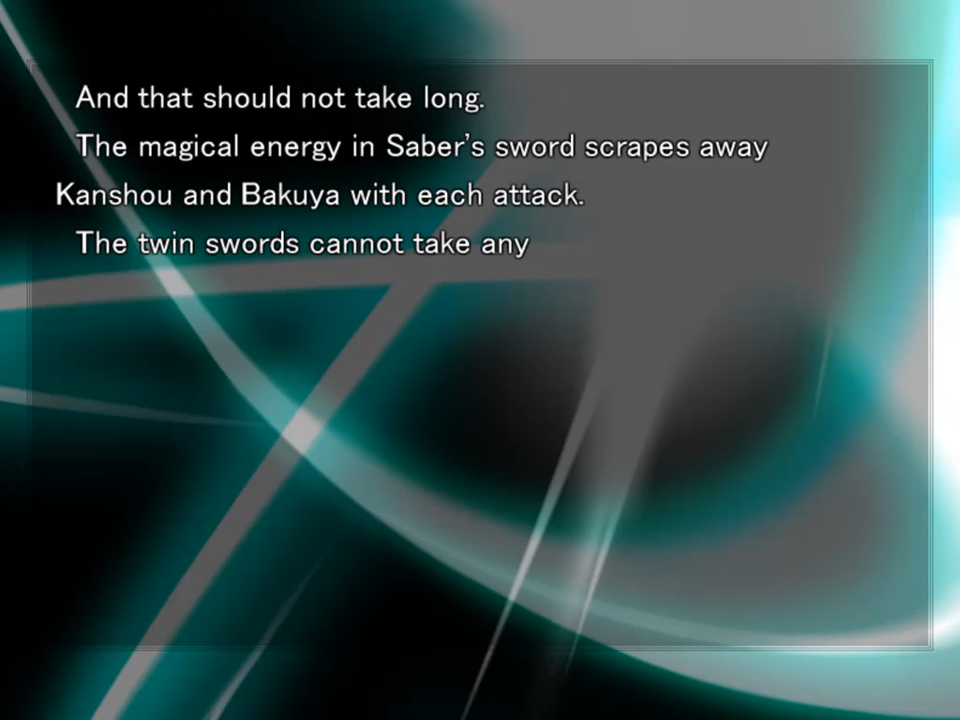 And that should not take long.
The magical energy in Saber's sword scrapes away
Kanshou and Bakuya with each attack.
The twin swords cannot take any